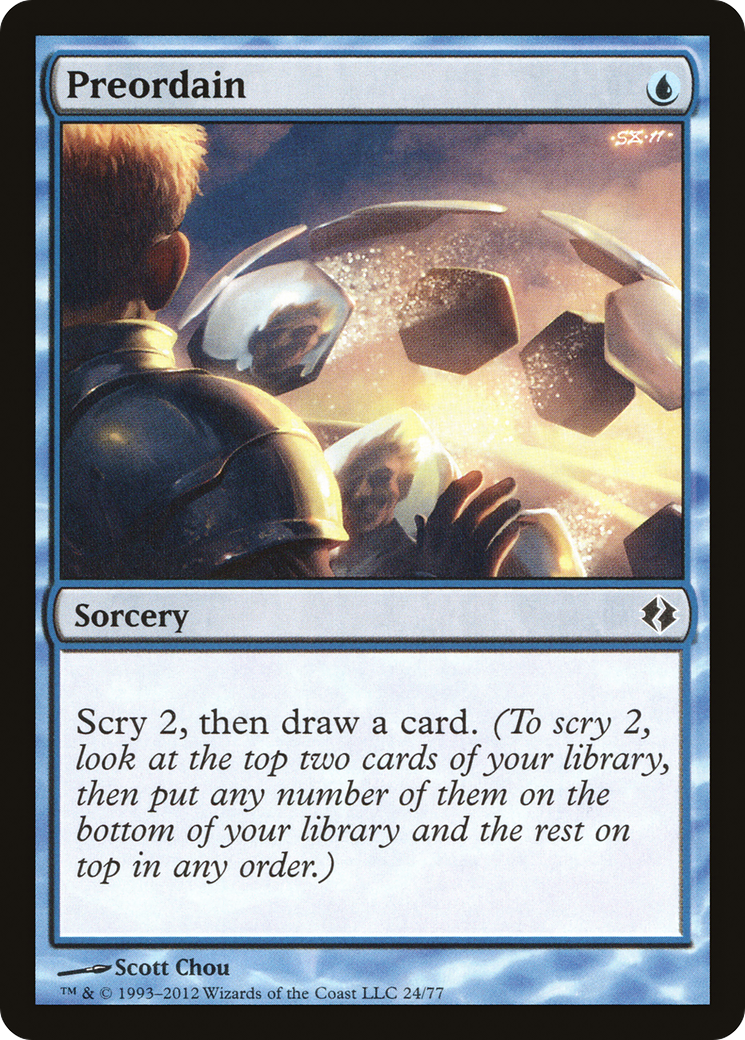 Preordain
·SZ·11·
Sorcery
Scry 2, then draw a card. (To scry 2,
look at the top two cards of your library,
then put any number of them on the
bottom of your library and the rest on
top in any order.)
Scott Chou
™ & © 1993–2012 Wizards of the Coast LLC 24/77